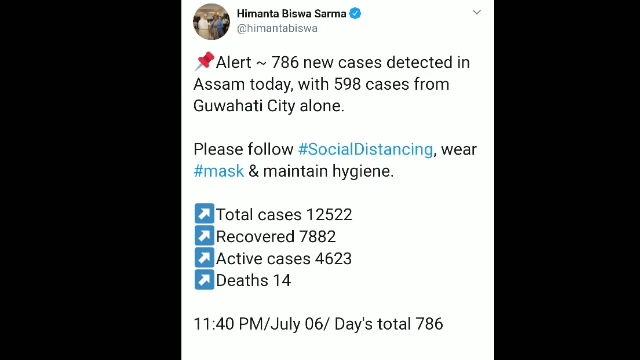 Himanta Biswa Sarma
@himantabiswa
📌Alert ~ 786 new cases detected in
Assam today, with 598 cases from
Guwahati City alone.
Please follow #SocialDistancing, wear
#mask & maintain hygiene.
↗️Total cases 12522
↗️Recovered 7882
↗️Active cases 4623
↗️Deaths 14
11:40 PM/July 06/ Day's total 786